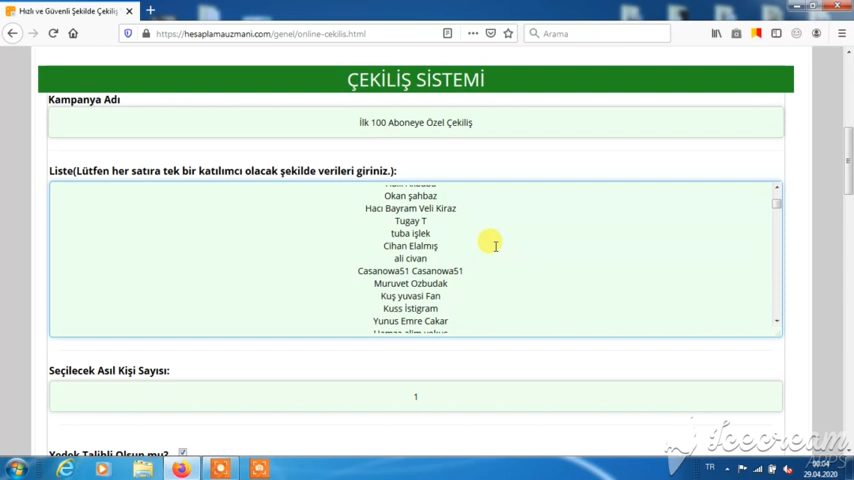 Hızlı ve Güvenli Şekilde Çekiliş
https://hesaplamauzmani.com/genel/online-cekilis.html
Arama
ÇEKİLİŞ SİSTEMİ
Kampanya Adı
İlk 100 Aboneye Özel Çekiliş
Liste(Lütfen her satıra tek bir katılımcı olacak şekilde verileri giriniz.):
Okan şahbaz
Hacı Bayram Veli Kiraz
Tugay T
tuba işlek
Cihan Elalmış
ali civan
Casanowa51 Casanowa51
Muruvet Ozbudak
Kuş yuvasi Fan
Kuss İstigram
Yunus Emre Cakar
Seçilecek Asıl Kişi Sayısı:
1
Yedek Talihli Olsun mu?
icecream
APPS
TR
00:04
29.04.2020